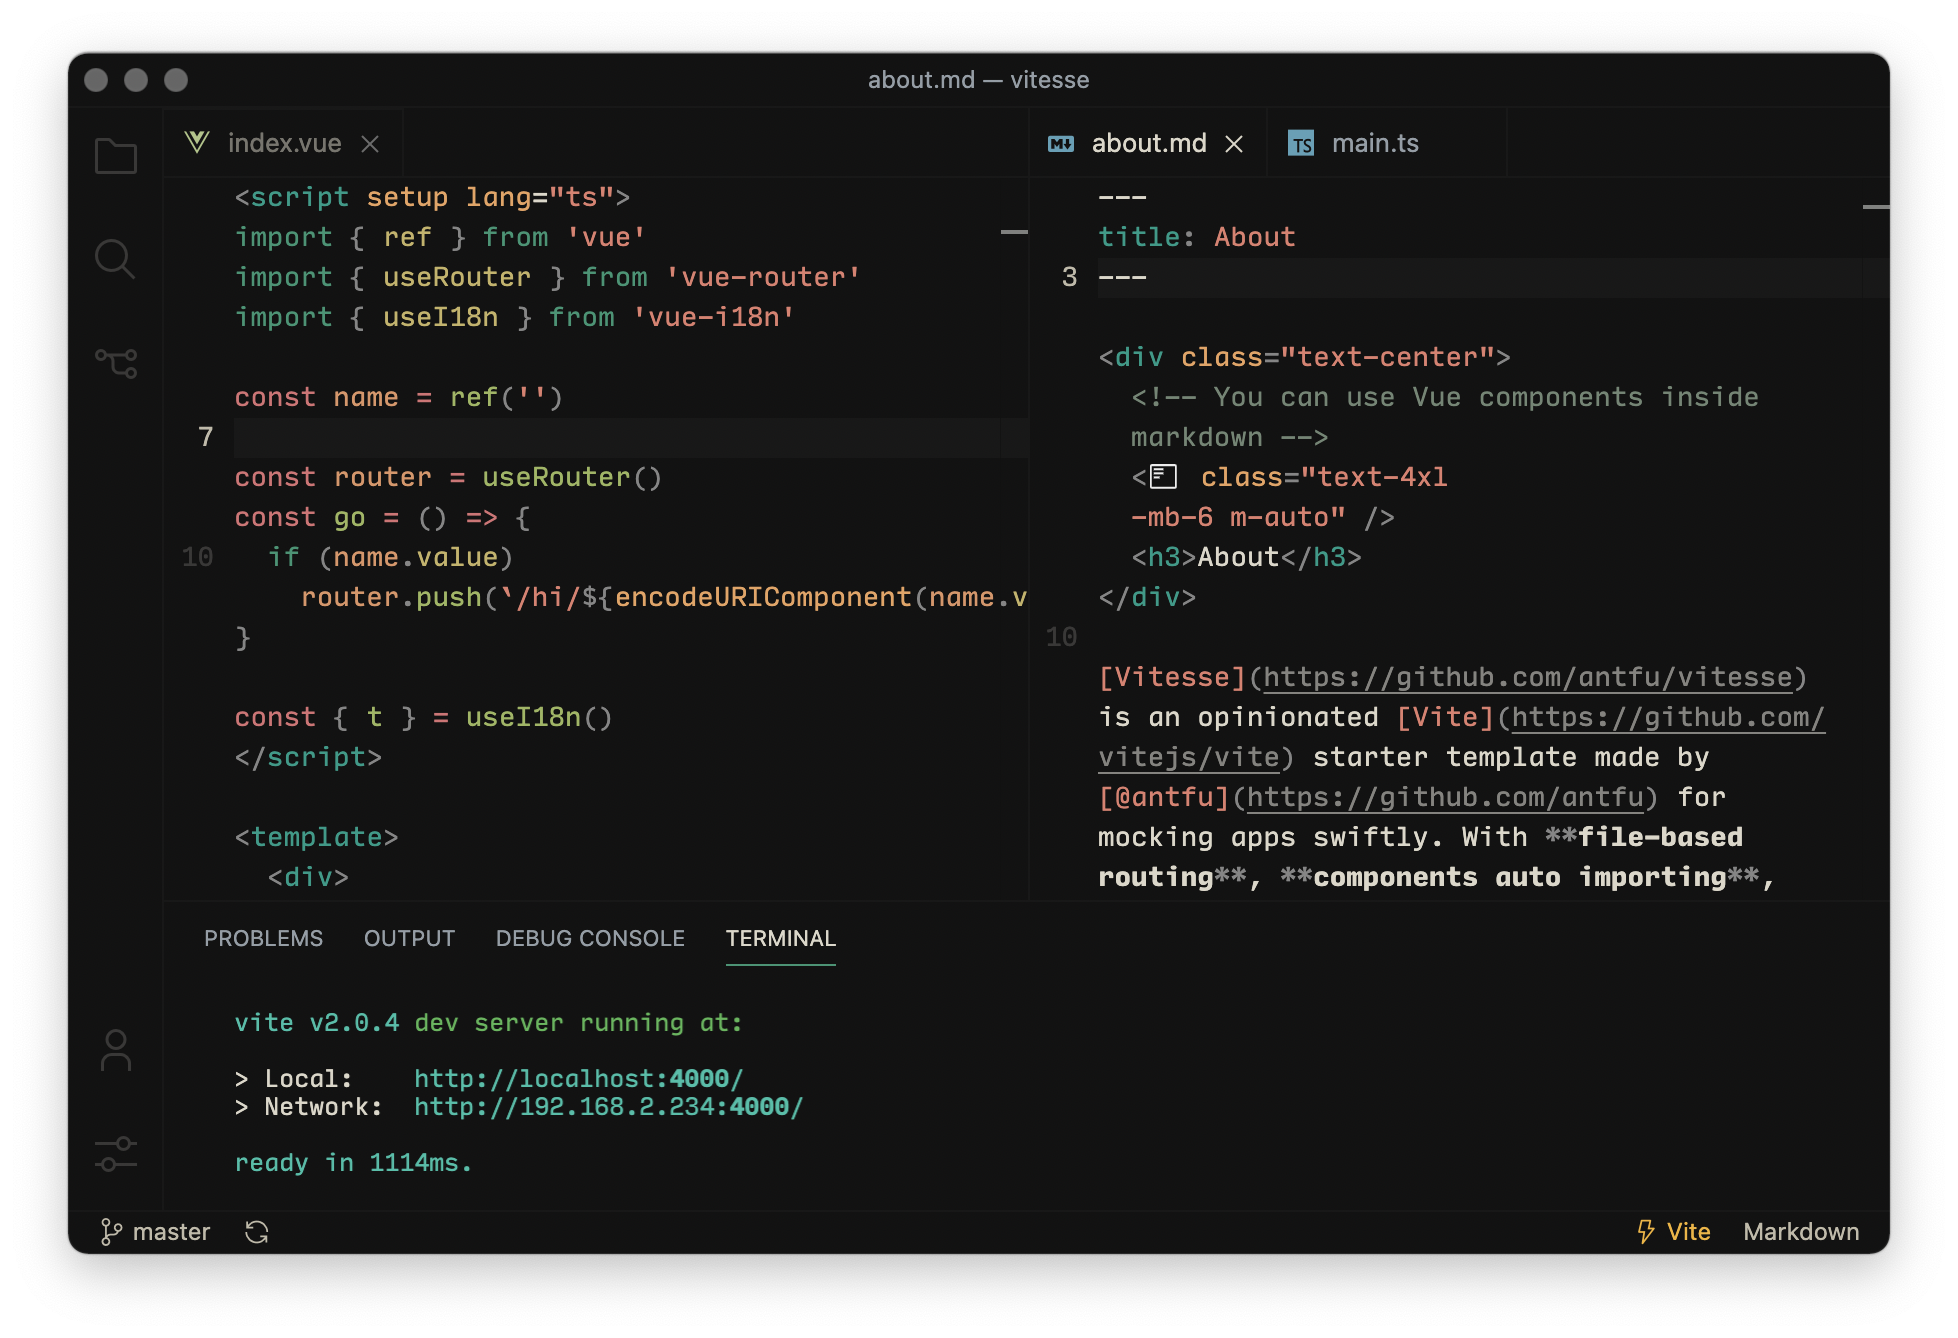 about.md — vitesse
index.vue
<script setup lang="ts">
import { ref } from 'vue'
import { useRouter } from 'vue-router'
import { useI18n } from 'vue-i18n'
const name = ref('')
7
const router = useRouter()
const go = () => {
10 if (name.value)
router.push(`/hi/${encodeURIComponent(name.v
}
const { t } = useI18n()
</script>
<template>
<div>
M↓ about.md TS main.ts
---
title: About
3 ---
<div class="text-center">
<!-- You can use Vue components inside
markdown -->
< class="text-4xl
-mb-6 m-auto" />
<h3>About</h3>
</div>
10
[Vitesse](https://github.com/antfu/vitesse)
is an opinionated [Vite](https://github.com/
vitejs/vite) starter template made by
[@antfu](https://github.com/antfu) for
mocking apps swiftly. With **file-based
routing**, **components auto importing**,
PROBLEMS OUTPUT DEBUG CONSOLE TERMINAL
vite v2.0.4 dev server running at:
> Local: http://localhost:4000/
> Network: http://192.168.2.234:4000/
ready in 1114ms.
master Vite Markdown